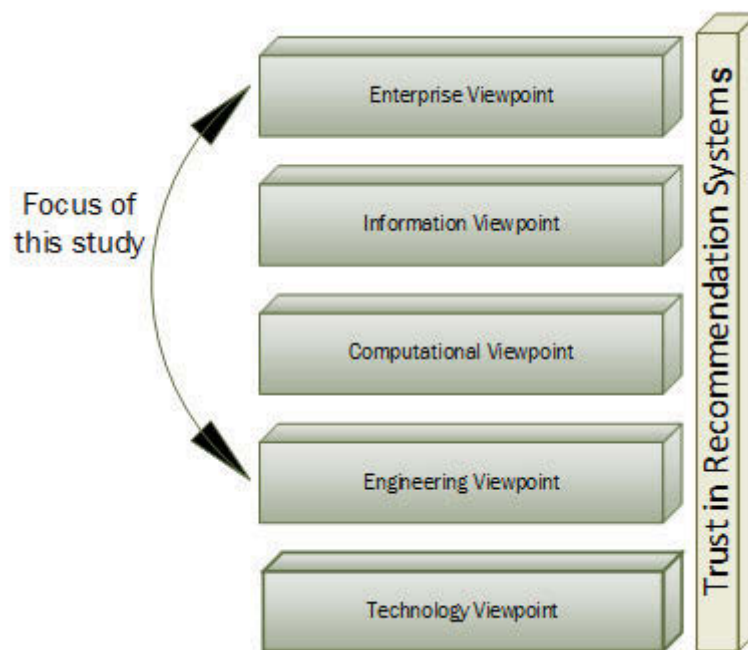 Enterprise Viewpoint
Focus of
this study
Information Viewpoint
Computational Viewpoint
Engineering Viewpoint
Technology Viewpoint
Trust in Recommendation Systems